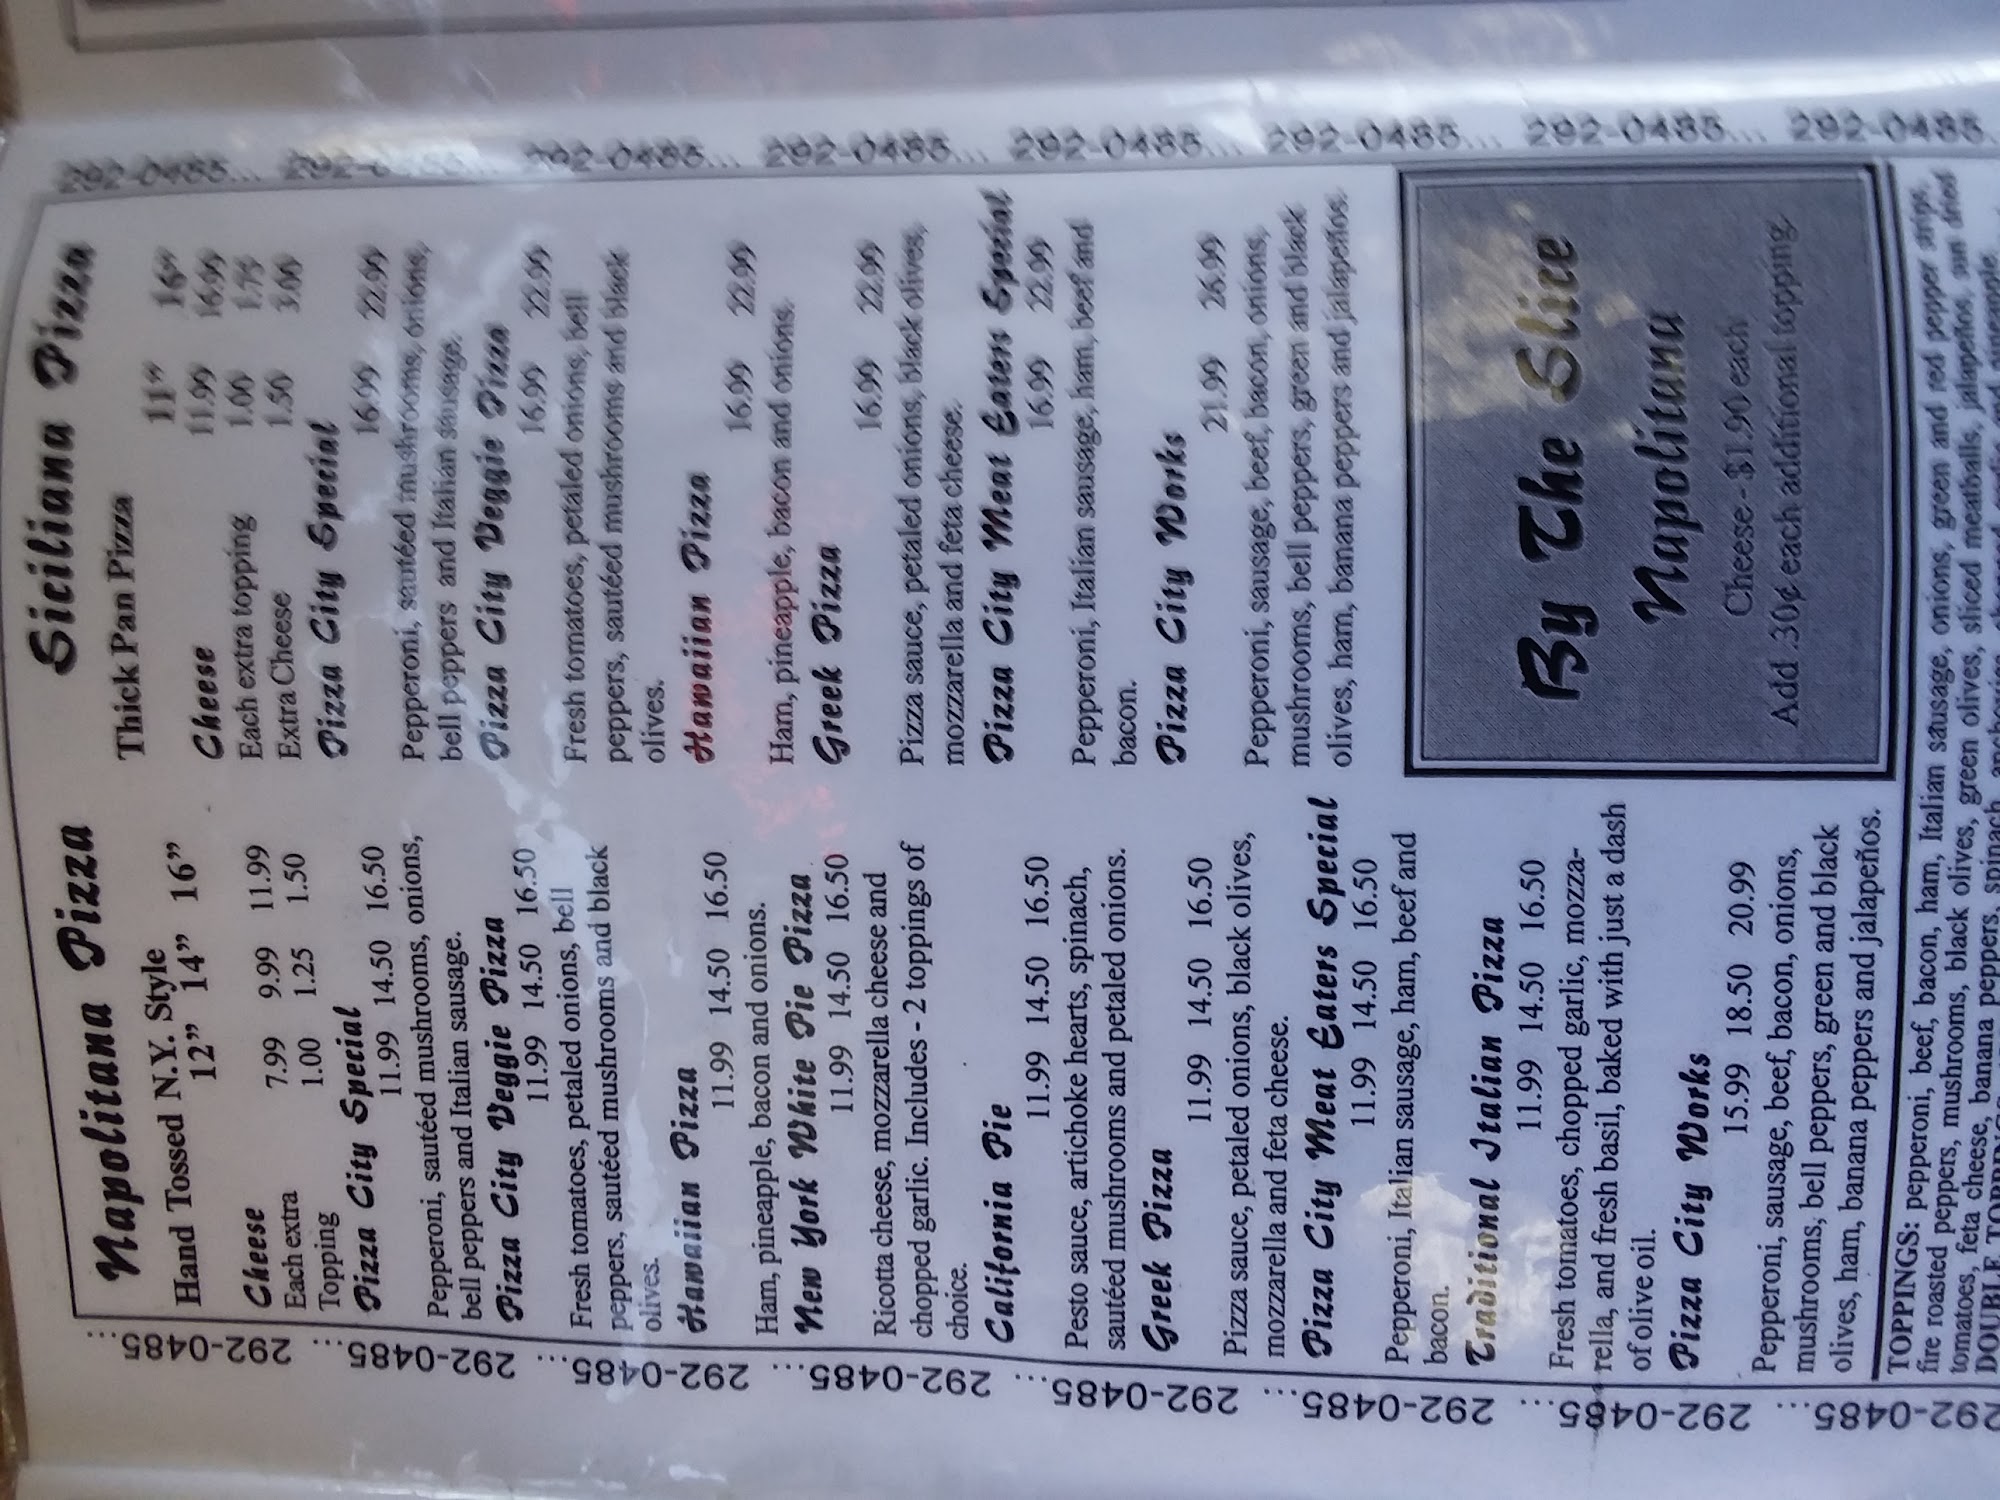 Napolitana Pizza
Hand Tossed N.Y. Style
12” 14” 16”
Cheese 7.99 9.99 11.99
Each extra 1.00 1.25 1.50
Topping
Pizza City Special
11.99 14.50 16.50
Pepperoni, sautéed mushrooms, onions,
bell peppers and Italian sausage.
Pizza City Veggie Pizza
11.99 14.50 16.50
Fresh tomatoes, petaled onions, bell
peppers, sautéed mushrooms and black
olives.
Hawaiian Pizza
11.99 14.50 16.50
Ham, pineapple, bacon and onions.
New York White Pie Pizza
11.99 14.50 16.50
Ricotta cheese, mozzarella cheese and
chopped garlic. Includes - 2 toppings of
choice.
California Pie
11.99 14.50 16.50
Pesto sauce, artichoke hearts, spinach,
sautéed mushrooms and petaled onions.
Greek Pizza
11.99 14.50 16.50
Pizza sauce, petaled onions, black olives,
mozzarella and feta cheese.
Pizza City Meat Eaters Special
11.99 14.50 16.50
Pepperoni, Italian sausage, ham, beef and
bacon.
Traditional Italian Pizza
11.99 14.50 16.50
Fresh tomatoes, chopped garlic, mozza-
rella, and fresh basil, baked with just a dash
of olive oil.
Pizza City Works
15.99 18.50 20.99
Pepperoni, sausage, beef, bacon, onions,
mushrooms, bell peppers, green and black
olives, ham, banana peppers and jalapeños.
Siciliana Pizza
Thick Pan Pizza
11” 16”
Cheese 11.99 16.99
Each extra topping 1.00 1.75
Extra Cheese 1.50 3.00
Pizza City Special
16.99 22.99
Pepperoni, sautéed mushrooms, onions,
bell peppers and Italian sausage.
Pizza City Veggie Pizza
16.99 22.99
Fresh tomatoes, petaled onions, bell
peppers, sautéed mushrooms and black
olives.
Hawaiian Pizza
16.99 22.99
Ham, pineapple, bacon and onions.
Greek Pizza
16.99 22.99
Pizza sauce, petaled onions, black olives,
mozzarella and feta cheese.
Pizza City Meat Eaters Special
16.99 22.99
Pepperoni, Italian sausage, ham, beef and
bacon.
Pizza City Works
21.99 26.99
Pepperoni, sausage, beef, bacon, onions,
mushrooms, bell peppers, green and black
olives, ham, banana peppers and jalapeños.
By The Slice
Napolitana
Cheese - $1.90 each
Add .30¢ each additional topping
TOPPINGS: pepperoni, beef, bacon, ham, Italian sausage, onions, green and red pepper strips,
fire roasted peppers, mushrooms, black olives, green olives, sliced meatballs, jalapeños, sun dried
tomatoes, feta cheese, banana peppers, spinach,
DOUBLE TOPPINGS
292-0485... 292-0485... 292-0485... 292-0485... 292-0485... 292-0485... 292-0485... 292-0485...
292-0485... 292-0485... 292-0485... 292-0485... 292-0485... 292-0485... 292-0485... 292-0485